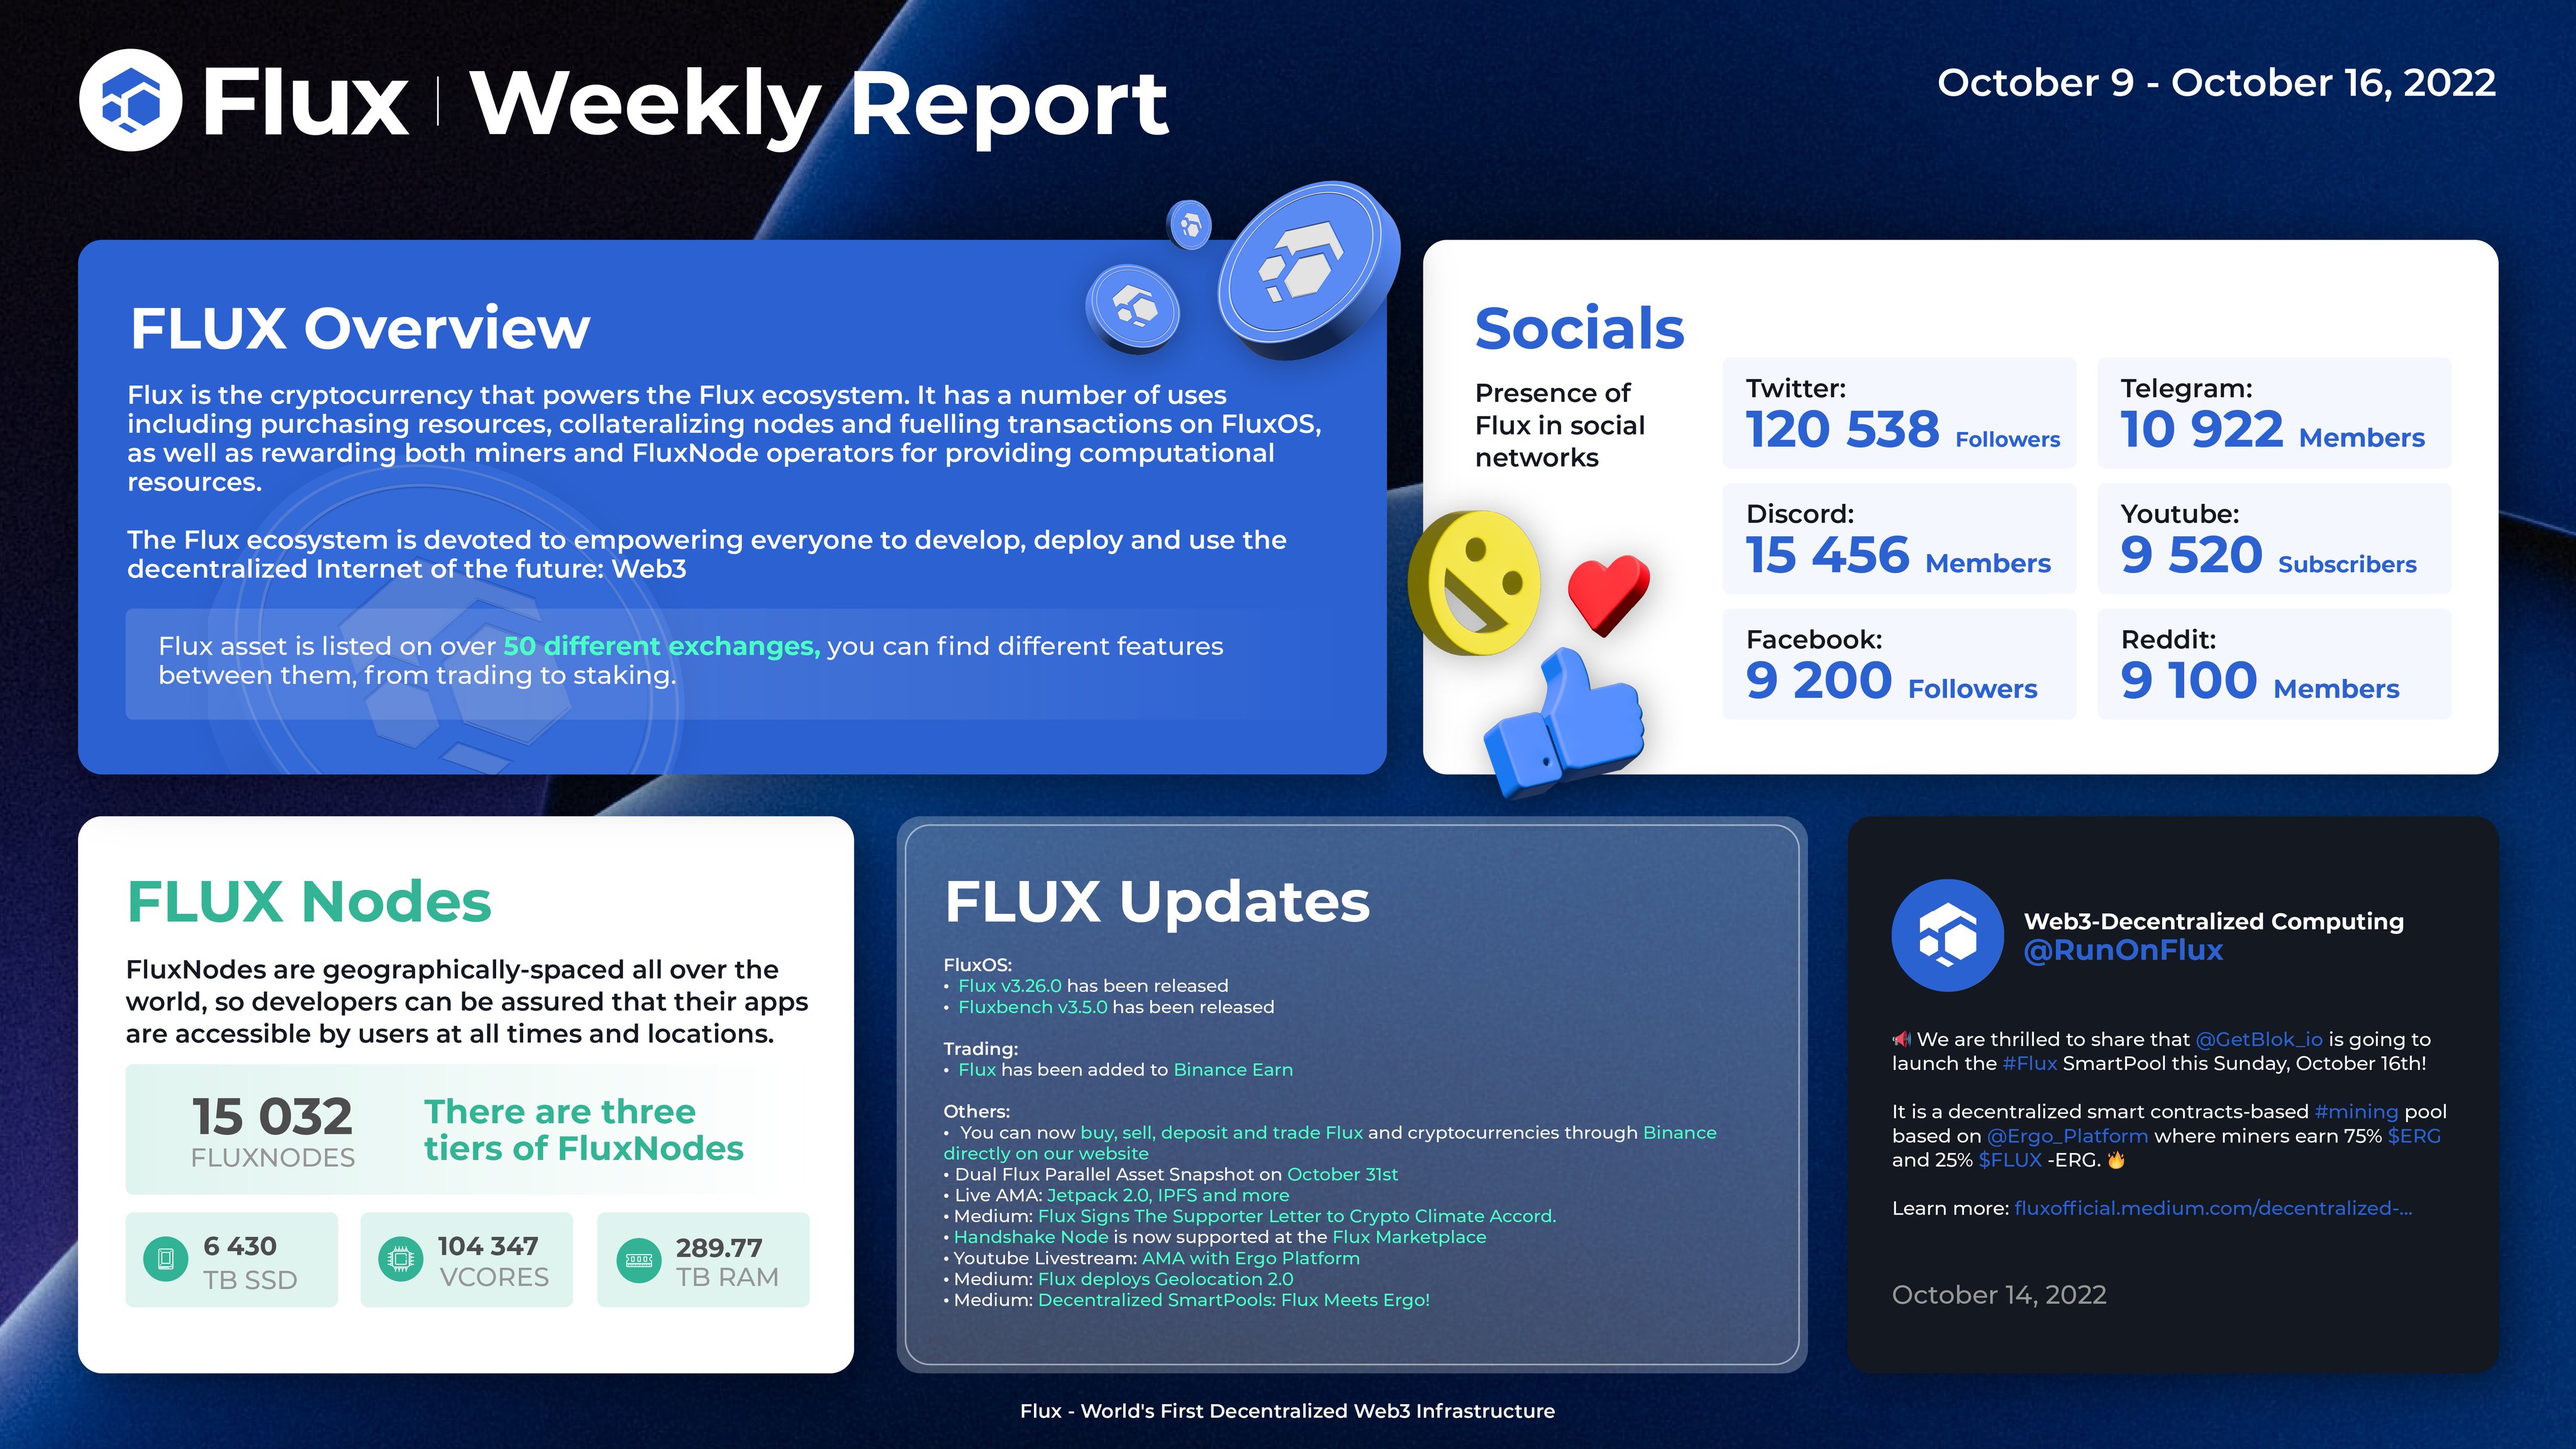 Flux | Weekly Report
October 9 - October 16, 2022
FLUX Overview
Flux is the cryptocurrency that powers the Flux ecosystem. It has a number of uses
including purchasing resources, collateralizing nodes and fuelling transactions on FluxOS,
as well as rewarding both miners and FluxNode operators for providing computational
resources.
The Flux ecosystem is devoted to empowering everyone to develop, deploy and use the
decentralized Internet of the future: Web3
Flux asset is listed on over 50 different exchanges, you can find different features
between them, from trading to staking.
Socials
Presence of
Flux in social
networks
Twitter:
120 538 Followers
Telegram:
10 922 Members
Discord:
15 456 Members
Youtube:
9 520 Subscribers
Facebook:
9 200 Followers
Reddit:
9 100 Members
FLUX Nodes
FluxNodes are geographically-spaced all over the
world, so developers can be assured that their apps
are accessible by users at all times and locations.
15 032
FLUXNODES
There are three
tiers of FluxNodes
6 430
TB SSD
104 347
VCORES
289.77
TB RAM
FLUX Updates
FluxOS:
• Flux v3.26.0 has been released
• Fluxbench v3.5.0 has been released
Trading:
• Flux has been added to Binance Earn
Others:
• You can now buy, sell, deposit and trade Flux and cryptocurrencies through Binance
directly on our website
• Dual Flux Parallel Asset Snapshot on October 31st
• Live AMA: Jetpack 2.0, IPFS and more
• Medium: Flux Signs The Supporter Letter to Crypto Climate Accord.
• Handshake Node is now supported at the Flux Marketplace
• Youtube Livestream: AMA with Ergo Platform
• Medium: Flux deploys Geolocation 2.0
• Medium: Decentralized SmartPools: Flux Meets Ergo!
Web3-Decentralized Computing
@RunOnFlux
📢 We are thrilled to share that @GetBlok_io is going to
launch the #Flux SmartPool this Sunday, October 16th!
It is a decentralized smart contracts-based #mining pool
based on @Ergo_Platform where miners earn 75% $ERG
and 25% $FLUX -ERG. 🔥
Learn more: fluxofficial.medium.com/decentralized-...
October 14, 2022
Flux - World's First Decentralized Web3 Infrastructure